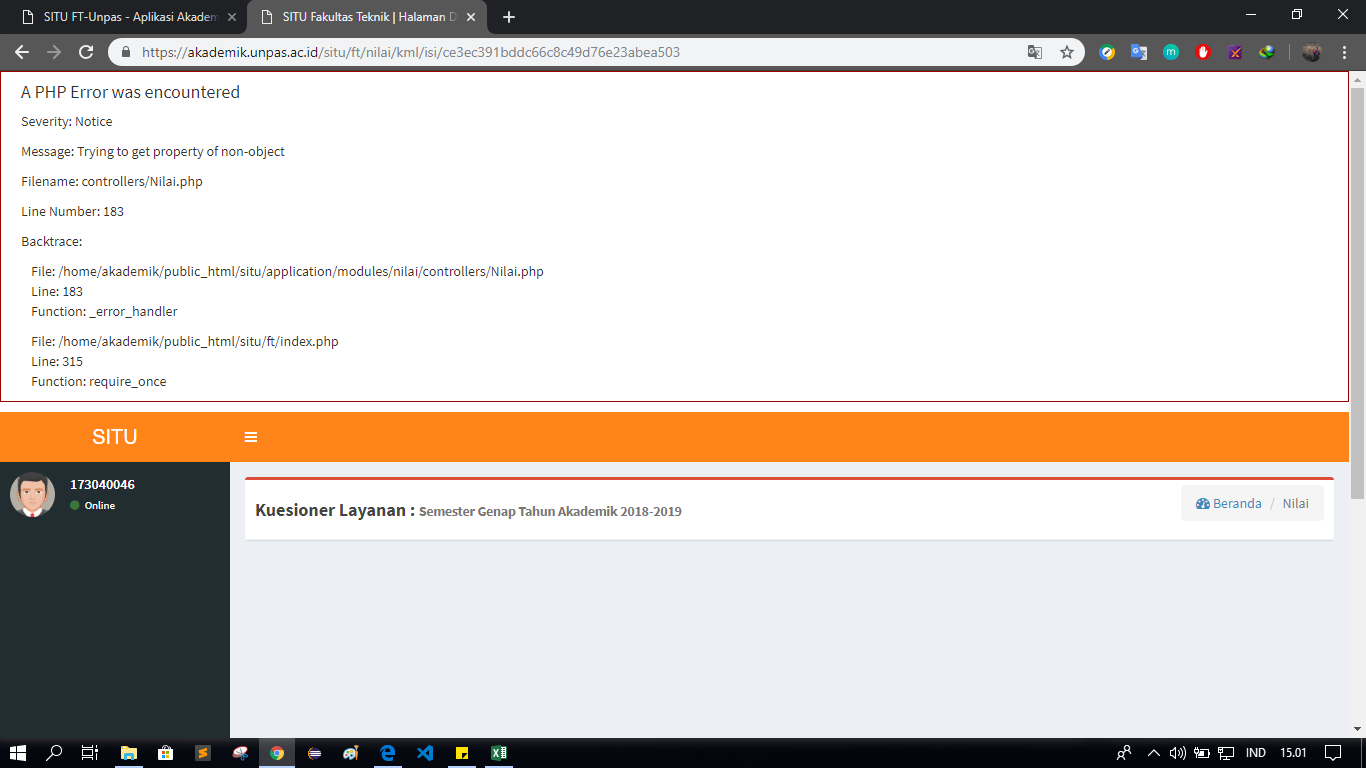 SITU FT-Unpas - Aplikasi Akadem
SITU Fakultas Teknik | Halaman D
https://akademik.unpas.ac.id/situ/ft/nilai/kml/isi/ce3ec391bddc66c8c49d76e23abea503
A PHP Error was encountered
Severity: Notice
Message: Trying to get property of non-object
Filename: controllers/Nilai.php
Line Number: 183
Backtrace:
File: /home/akademik/public_html/situ/application/modules/nilai/controllers/Nilai.php
Line: 183
Function: _error_handler
File: /home/akademik/public_html/situ/ft/index.php
Line: 315
Function: require_once
SITU
173040046
Online
Kuesioner Layanan : Semester Genap Tahun Akademik 2018-2019
Beranda / Nilai
IND 15.01